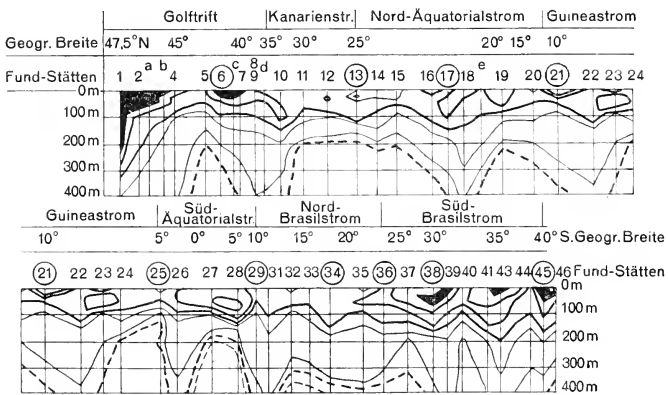 Golftrift Kanarienstr. Nord-Äquatorialstrom Guineastrom
Geogr. Breite 47,5°N 45° 40° 35° 30° 25° 20° 15° 10°
a b c d e
Fund-Stätten 1 2 4 5 6 7 8 9 10 11 12 13 14 15 16 17 18 19 20 21 22 23 24
0m
100m
200m
300m
400m
Guineastrom Süd-Äquatorialstr. Nord-Brasilstrom Süd-Brasilstrom
10° 5° 0° 5° 10° 15° 20° 25° 30° 35° 40° S.Geogr.Breite
21 22 23 24 25 26 27 28 29 31 32 33 34 35 36 37 38 39 40 41 43 44 45 46 Fund-Stätten
0m
100m
200m
300m
400m